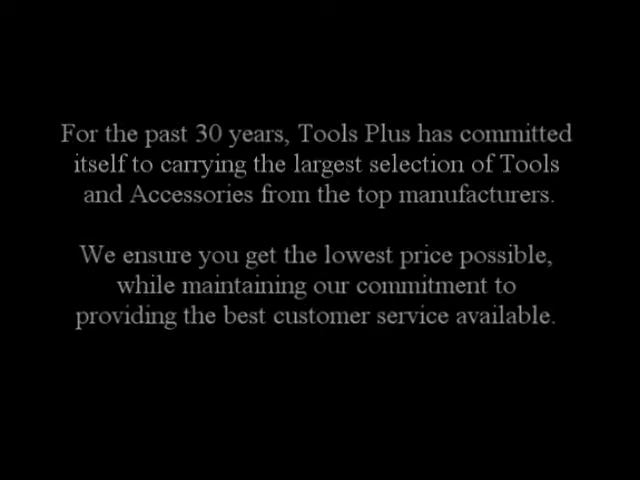 For the past 30 years, Tools Plus has committed
itself to carrying the largest selection of Tools
and Accessories from the top manufacturers.
We ensure you get the lowest price possible,
while maintaining our commitment to
providing the best customer service available.